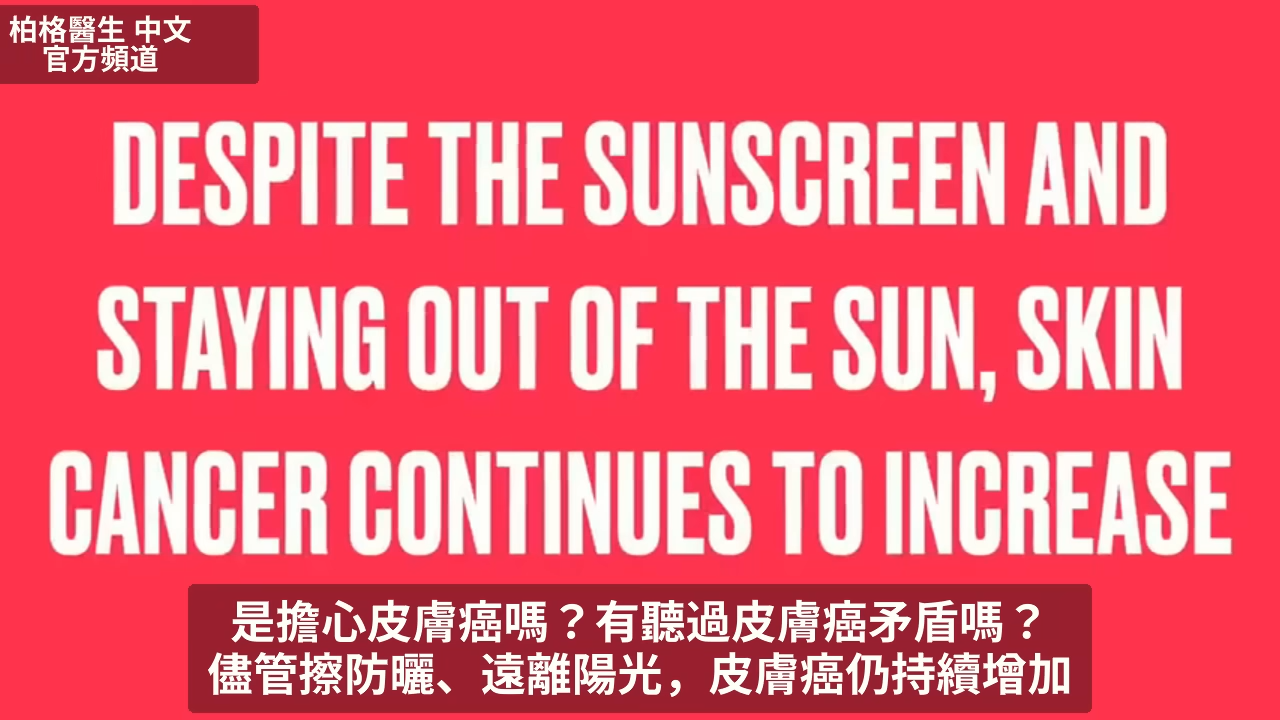 柏格醫生 中文
官方頻道
DESPITE THE SUNSCREEN AND
STAYING OUT OF THE SUN, SKIN
CANCER CONTINUES TO INCREASE
是擔心皮膚癌嗎？有聽過皮膚癌矛盾嗎？
儘管擦防曬、遠離陽光，皮膚癌仍持續增加